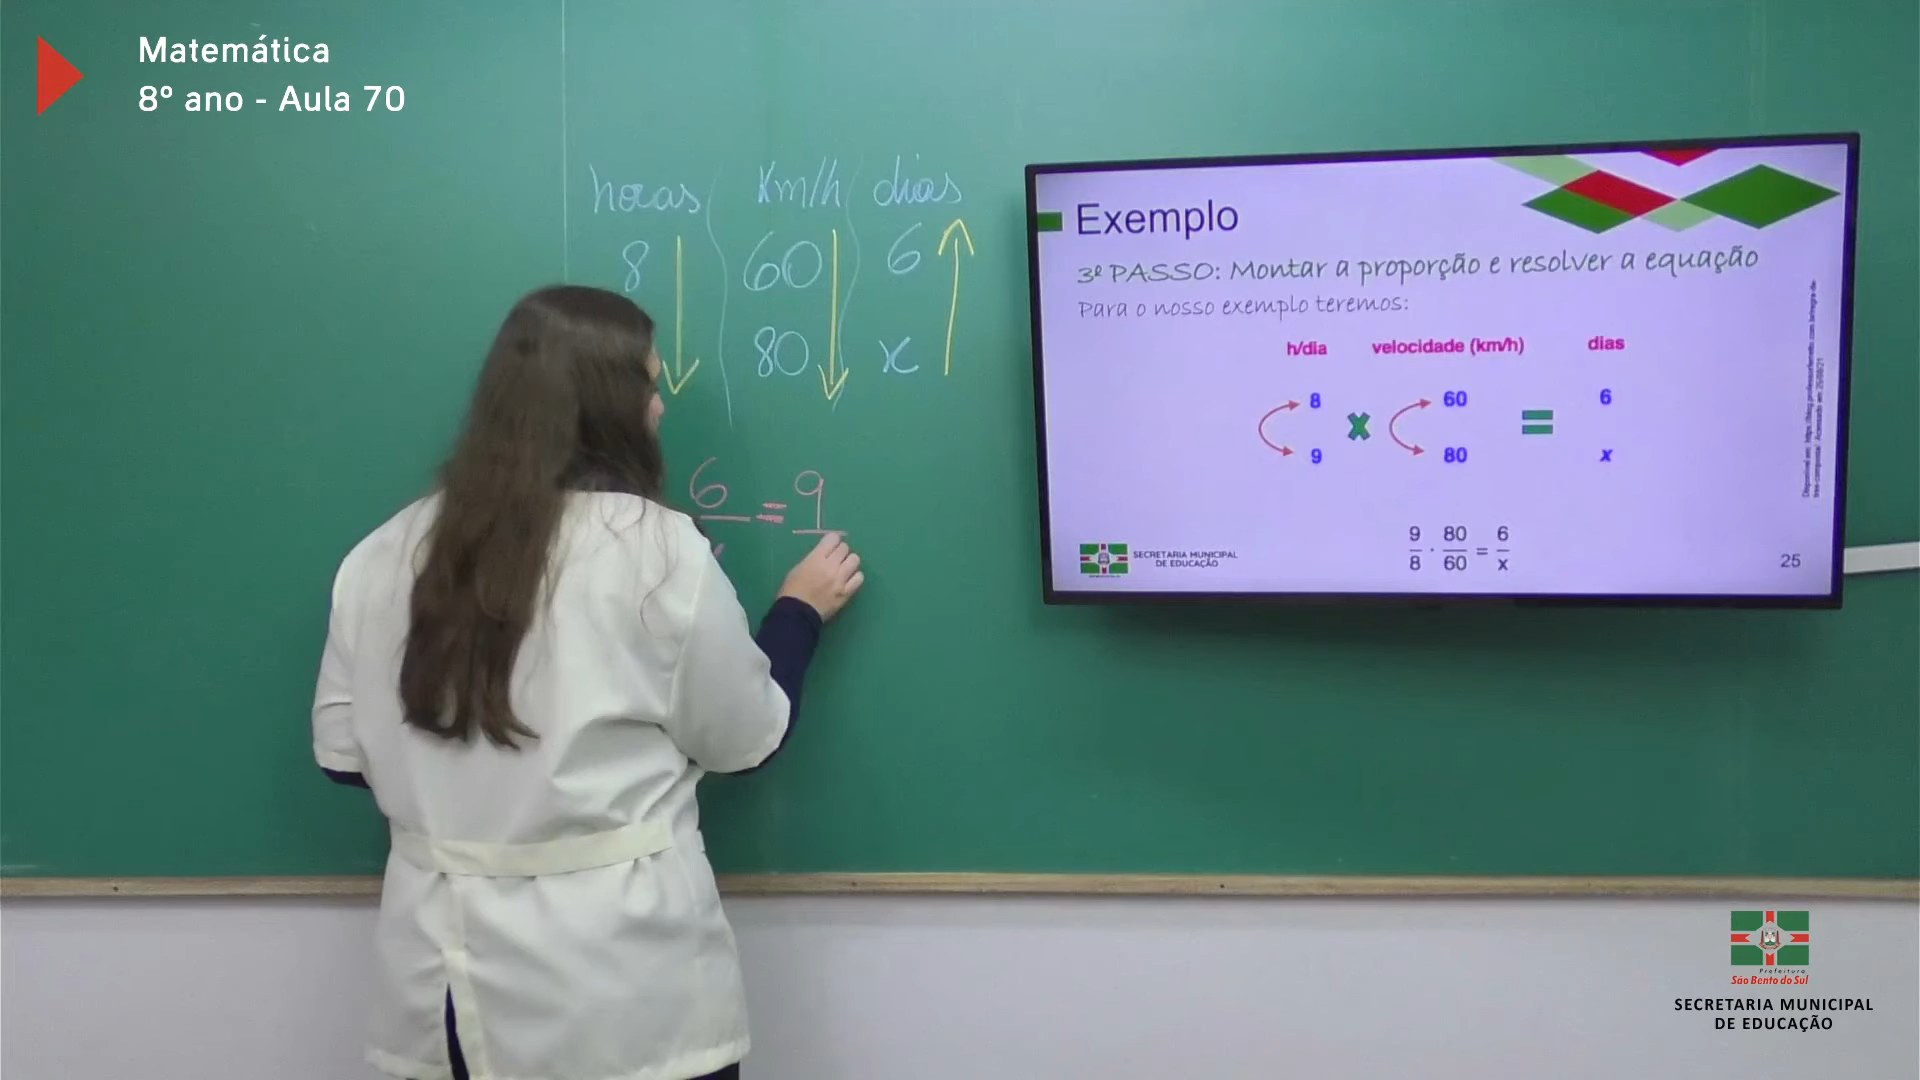 Matemática
8º ano - Aula 70
horas Km/h dias
8 60 6
80 x
6 = 9
Exemplo
3º PASSO: Montar a proporção e resolver a equação
Para o nosso exemplo teremos:
h/dia velocidade (km/h) dias
8 60 6
x =
9 80 x
9/8 · 80/60 = 6/x
SECRETARIA MUNICIPAL
DE EDUCAÇÃO
25
Prefeitura
São Bento do Sul
SECRETARIA MUNICIPAL
DE EDUCAÇÃO